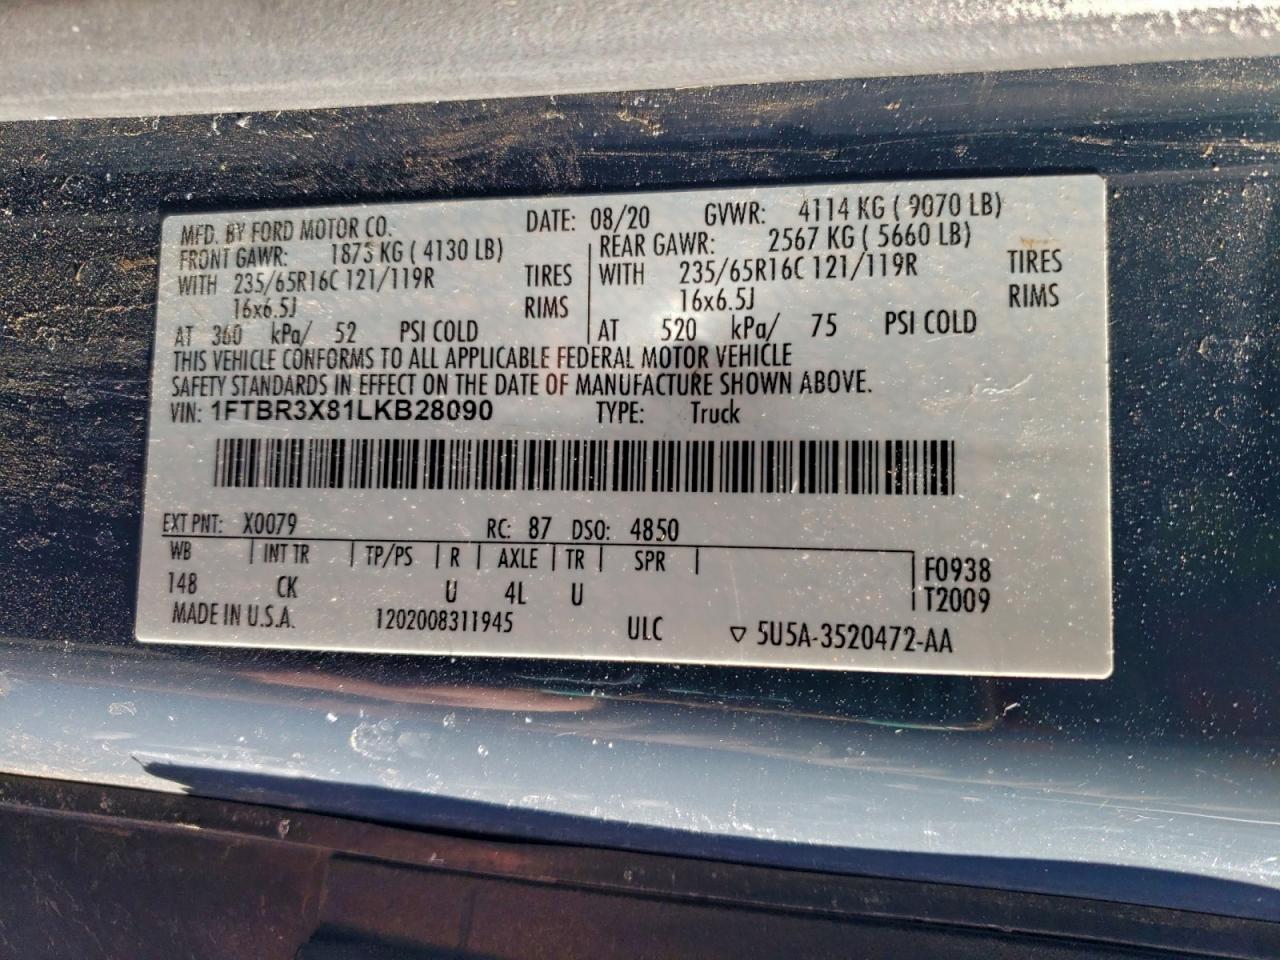 MFD. BY FORD MOTOR CO. DATE: 08/20 GVWR: 4114 KG ( 9070 LB)
FRONT GAWR: 1873 KG ( 4130 LB) REAR GAWR: 2567 KG ( 5660 LB)
WITH 235/65R16C 121/119R TIRES WITH 235/65R16C 121/119R TIRES
16x6.5J RIMS 16x6.5J RIMS
AT 360 kPa/ 52 PSI COLD AT 520 kPa/ 75 PSI COLD
THIS VEHICLE CONFORMS TO ALL APPLICABLE FEDERAL MOTOR VEHICLE
SAFETY STANDARDS IN EFFECT ON THE DATE OF MANUFACTURE SHOWN ABOVE.
VIN: 1FTBR3X81LKB28090 TYPE: Truck
EXT PNT: X0079 RC: 87 DSO: 4850
WB INT TR TP/PS R AXLE TR SPR F0938
148 CK U 4L U T2009
MADE IN U.S.A. 1202008311945 ULC ▽ 5U5A-3520472-AA